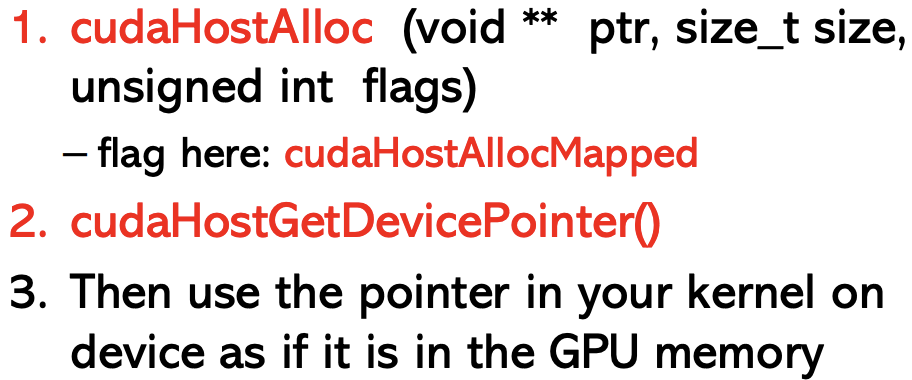 1. cudaHostAlloc (void ** ptr, size_t size,
unsigned int flags)
– flag here: cudaHostAllocMapped
2. cudaHostGetDevicePointer()
3. Then use the pointer in your kernel on
device as if it is in the GPU memory